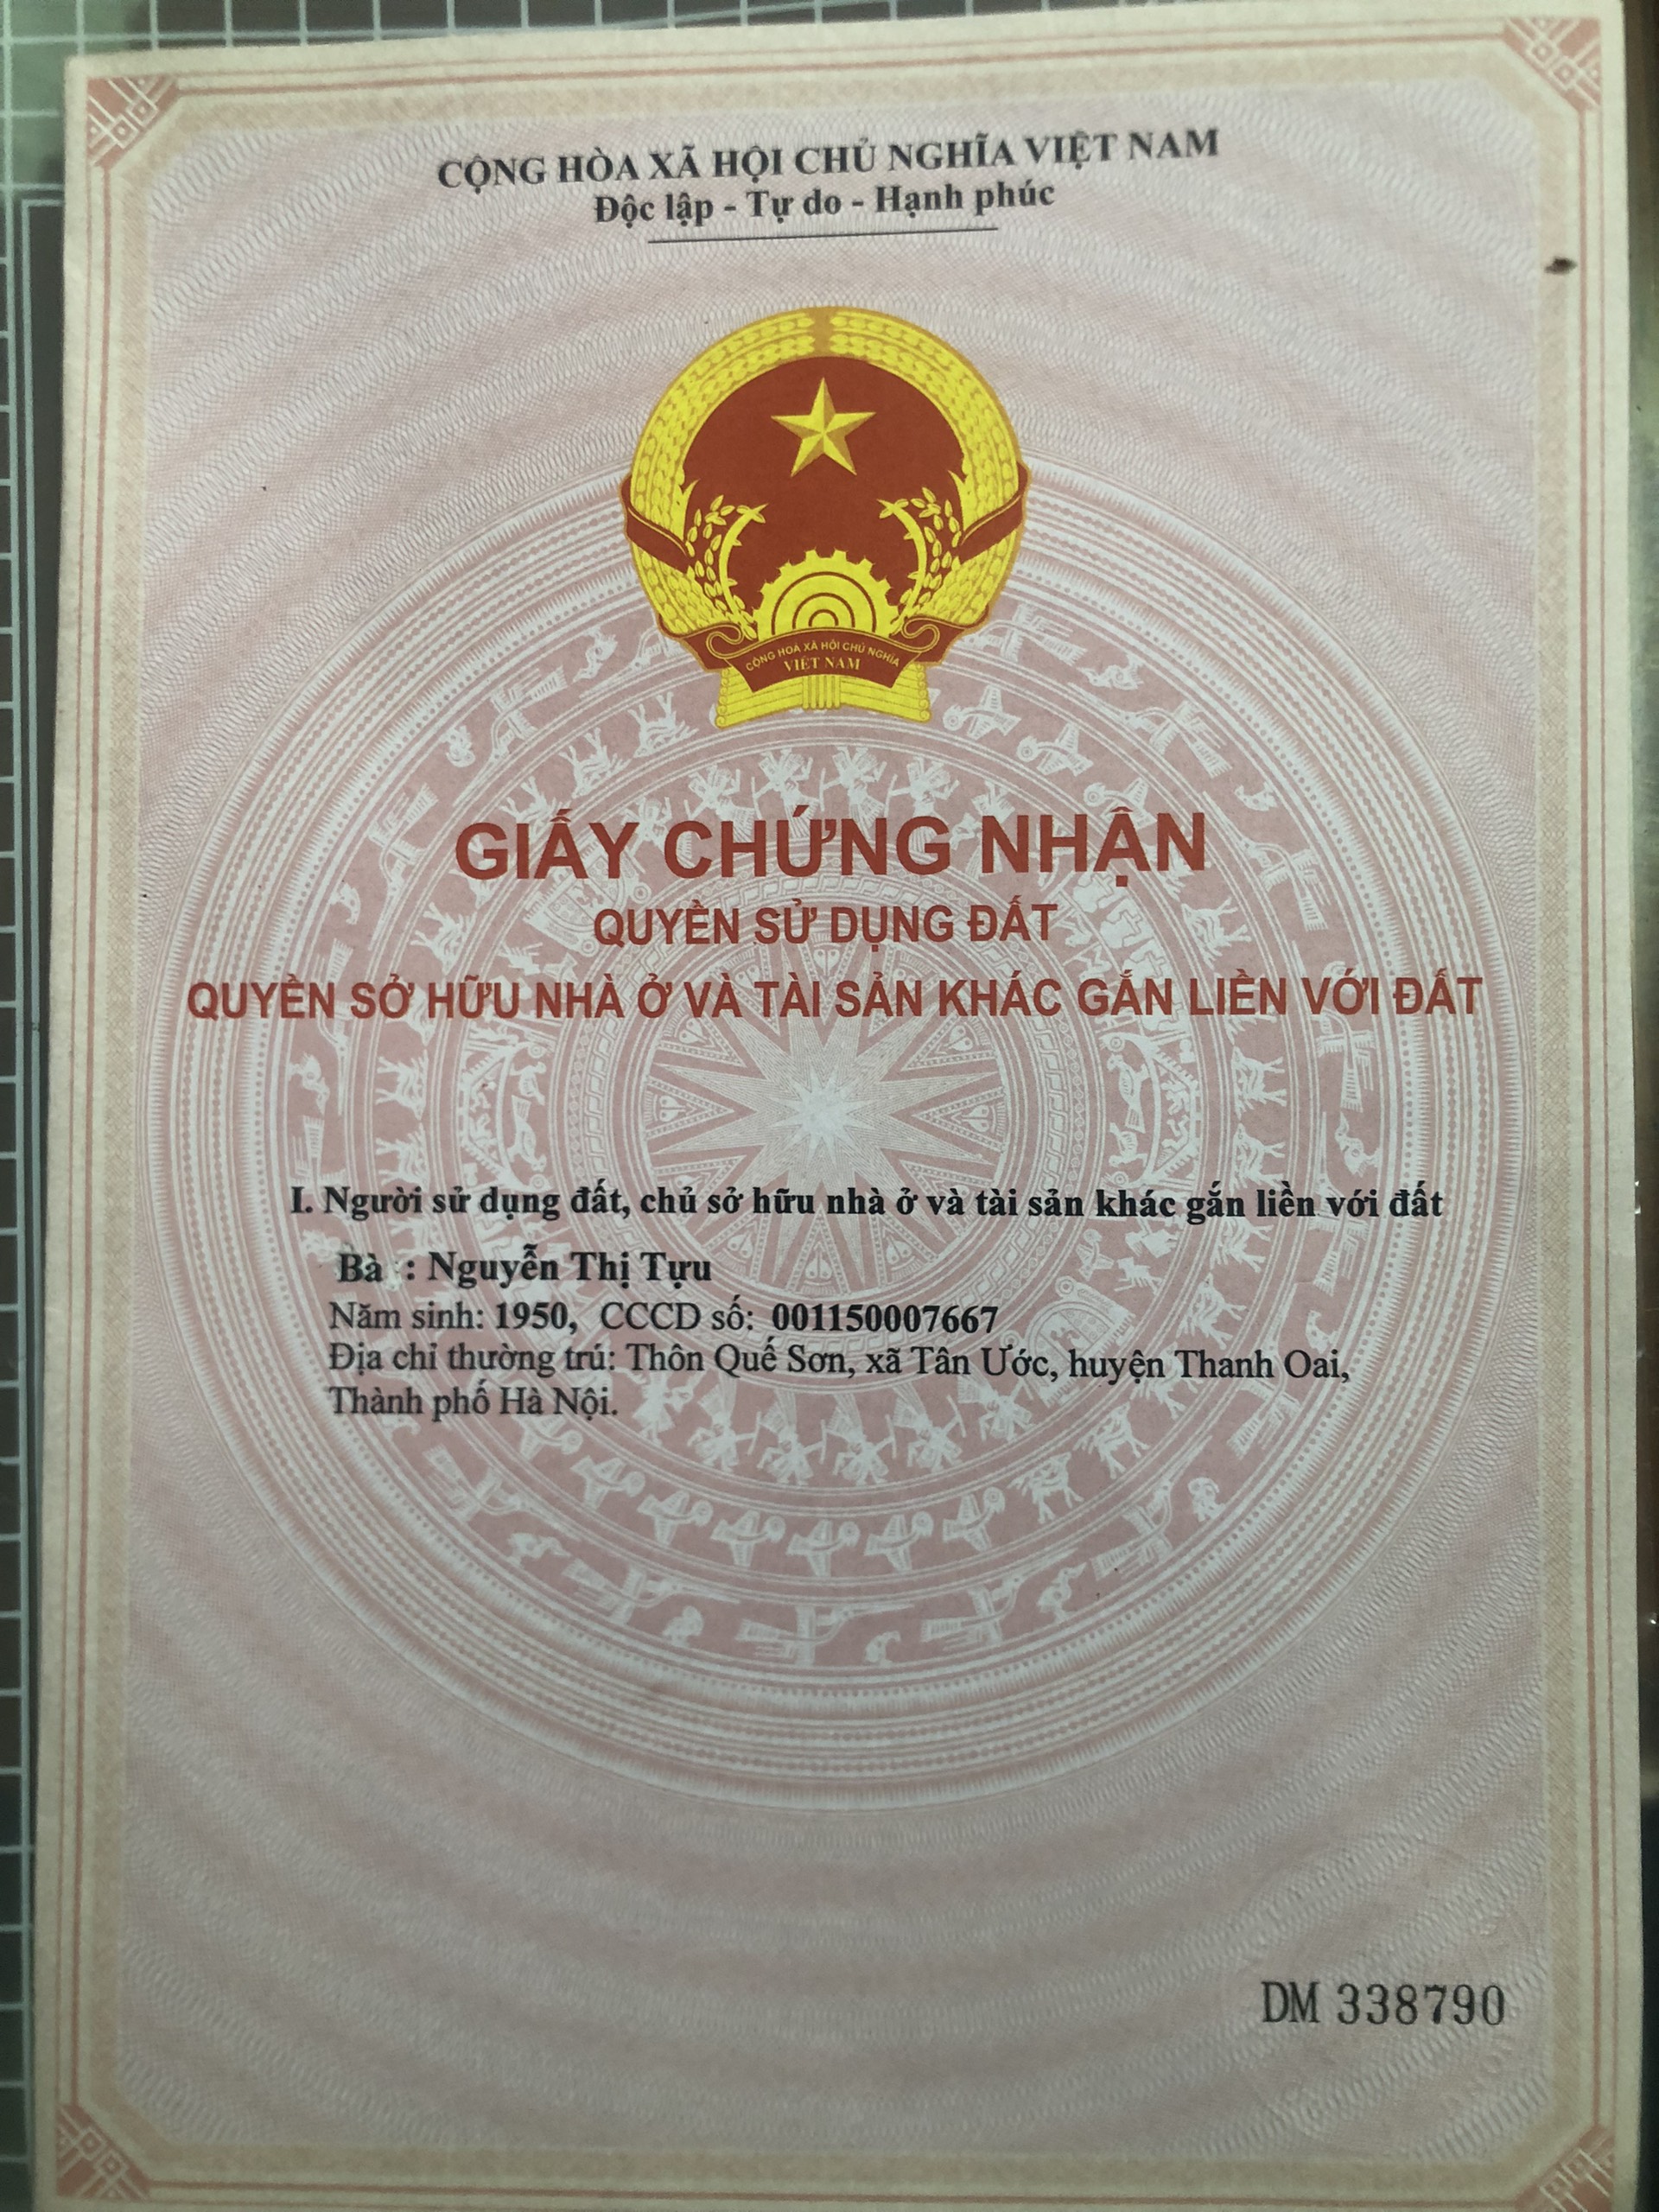 CỘNG HÒA XÃ HỘI CHỦ NGHĨA VIỆT NAM
Độc lập - Tự do - Hạnh phúc
CỘNG HOÀ XÃ HỘI CHỦ NGHĨA
VIỆT NAM
GIẤY CHỨNG NHẬN
QUYỀN SỬ DỤNG ĐẤT
QUYỀN SỞ HỮU NHÀ Ở VÀ TÀI SẢN KHÁC GẮN LIỀN VỚI ĐẤT
I. Người sử dụng đất, chủ sở hữu nhà ở và tài sản khác gắn liền với đất
Bà : Nguyễn Thị Tựu
Năm sinh: 1950, CCCD số: 001150007667
Địa chỉ thường trú: Thôn Quế Sơn, xã Tân Ước, huyện Thanh Oai,
Thành phố Hà Nội.
DM 338790